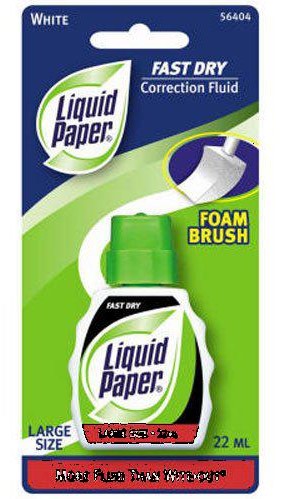 WHITE
56404
Liquid
Paper®
FAST DRY
Correction Fluid
FOAM
BRUSH
FAST DRY
Liquid
Paper®
LARGE
SIZE
22 ML